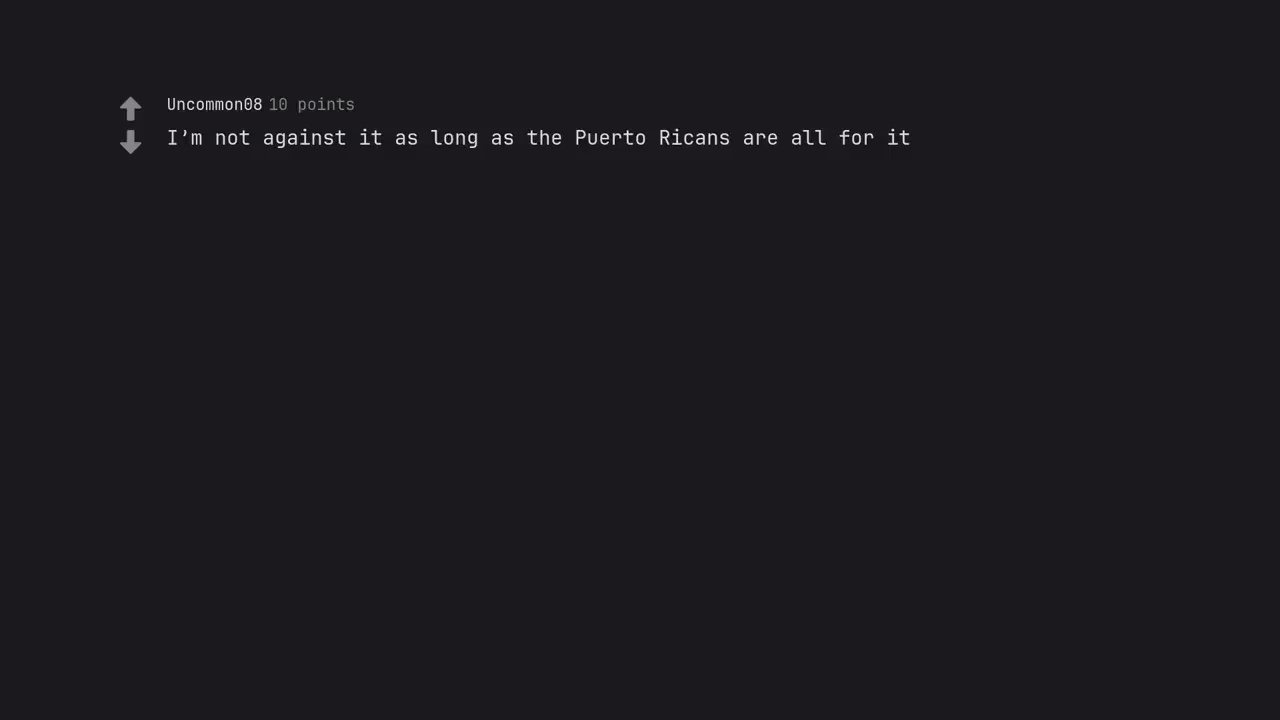 Uncommon08 10 points
I’m not against it as long as the Puerto Ricans are all for it